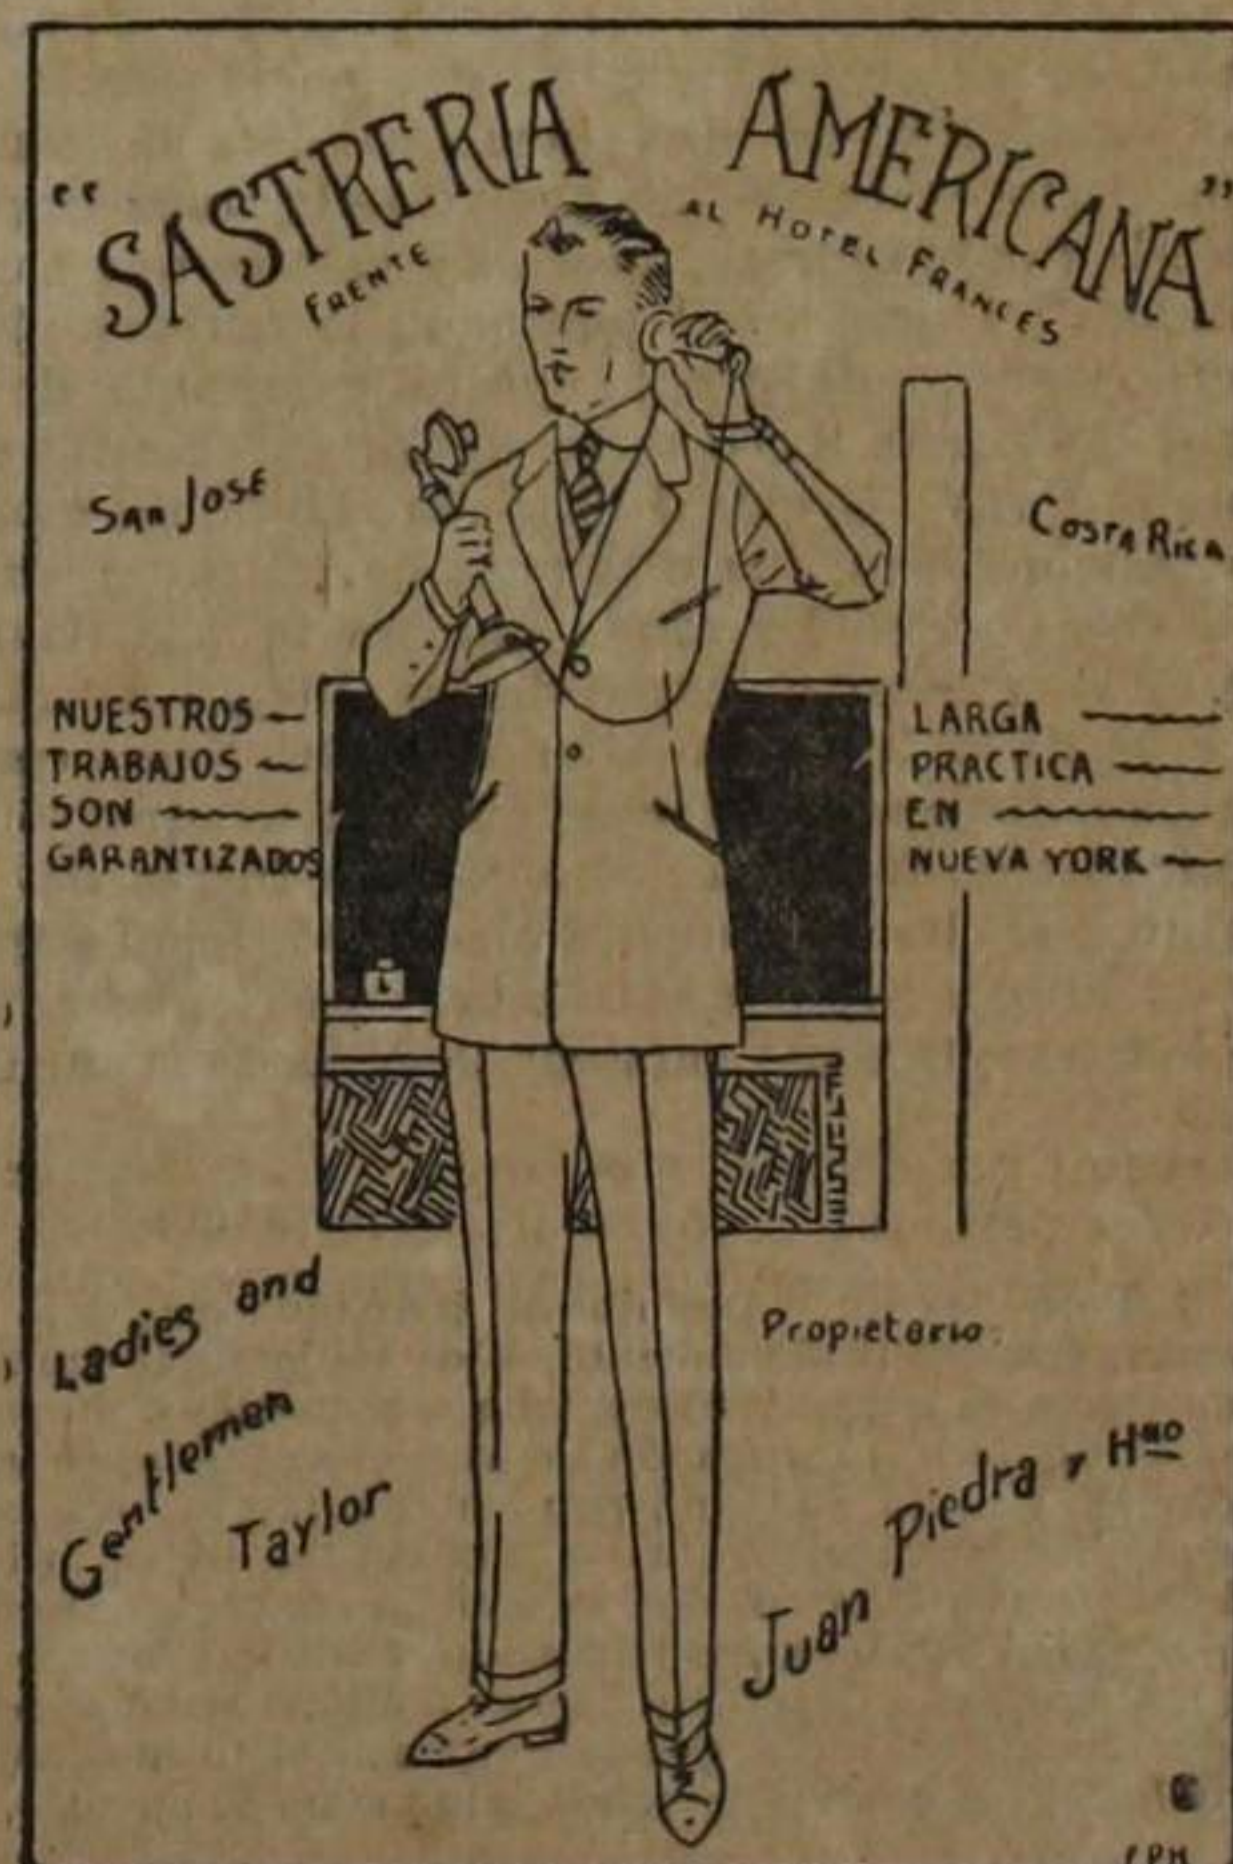 "SASTRERIA AMERICANA"
FRENTE AL HOTEL FRANCES
San José
Costa Rica
NUESTROS
TRABAJOS
SON
GARANTIZADOS
LARGA
PRACTICA
EN
NUEVA YORK
Ladies and
Gentlemen
Taylor
Propietario
Juan Piedra y Hno